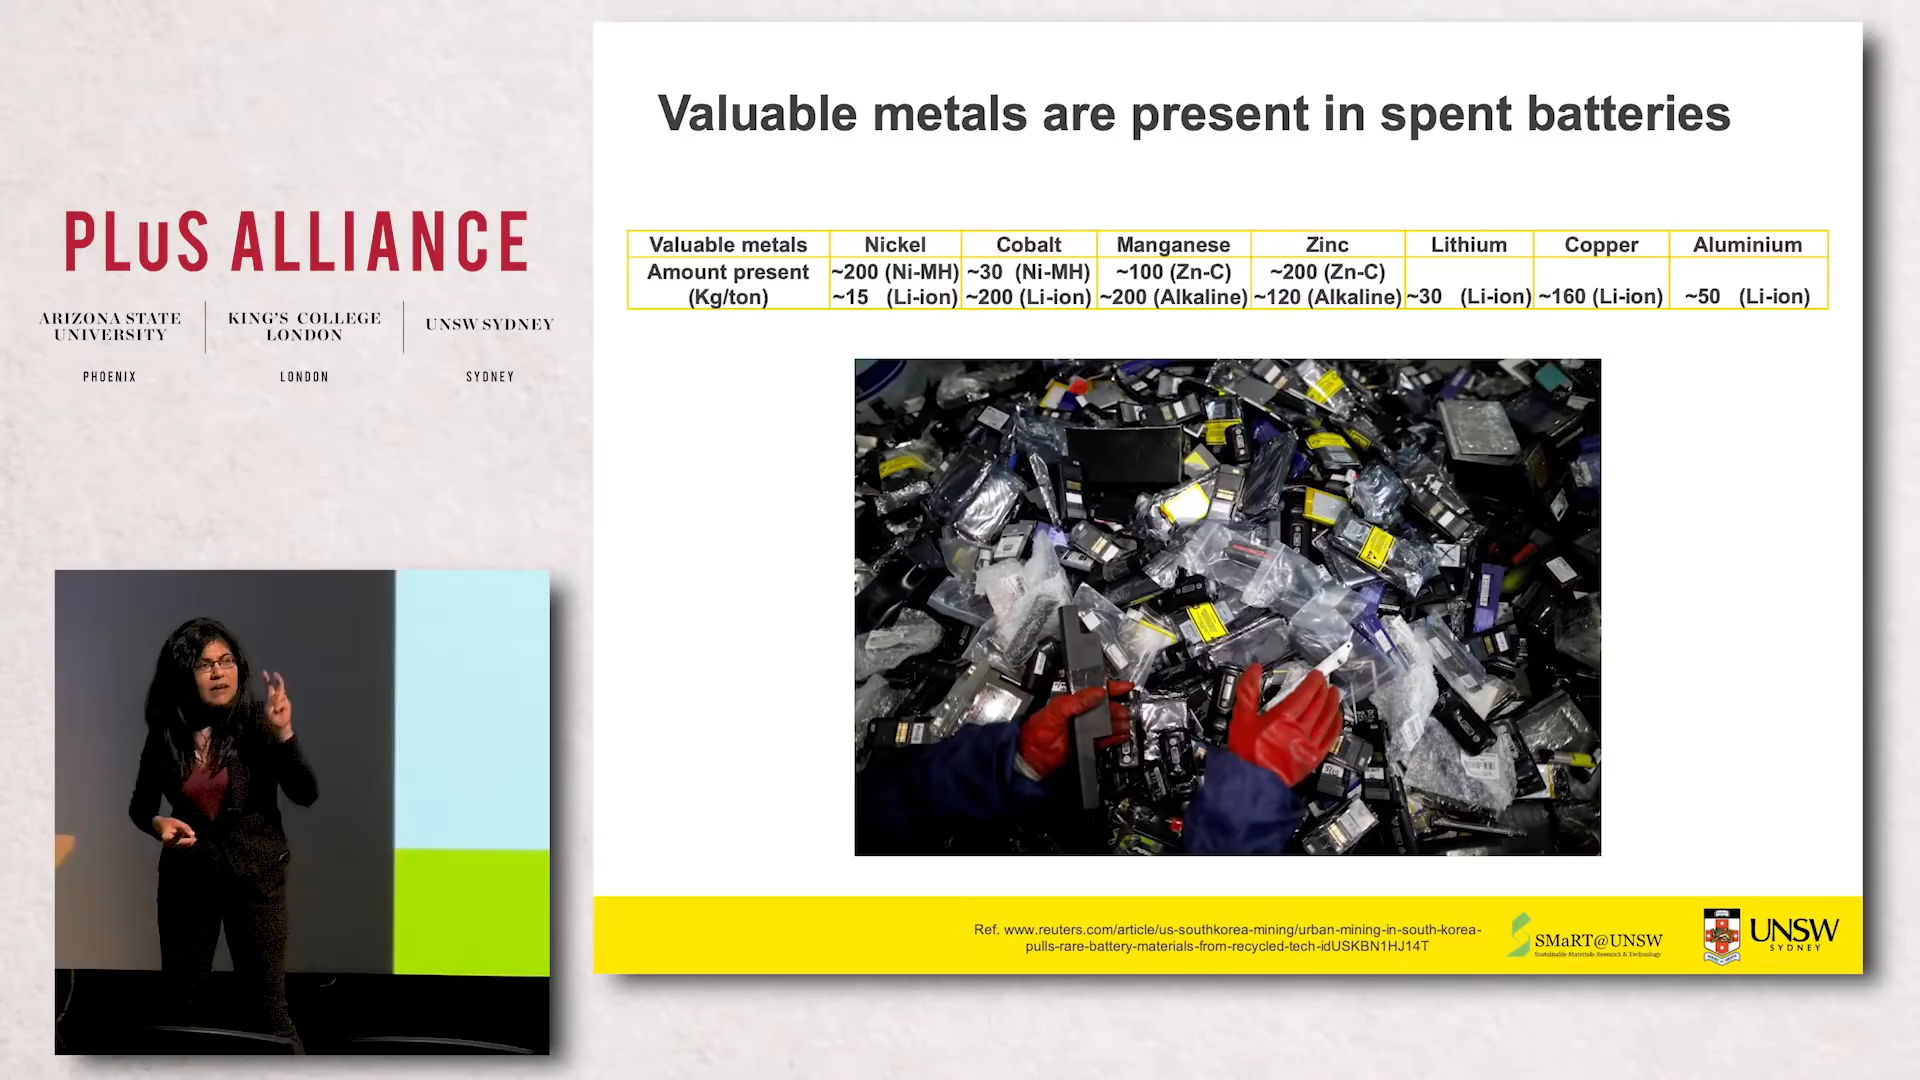 PLuS ALLIANCE
ARIZONA STATE
UNIVERSITY
PHOENIX
KING'S COLLEGE
LONDON
LONDON
UNSW SYDNEY
SYDNEY
Valuable metals are present in spent batteries
Valuable metals Nickel Cobalt Manganese Zinc Lithium Copper Aluminium
Amount present ~200 (Ni-MH) ~30 (Ni-MH) ~100 (Zn-C) ~200 (Zn-C)
(Kg/ton) ~15 (Li-ion) ~200 (Li-ion) ~200 (Alkaline) ~120 (Alkaline) ~30 (Li-ion) ~160 (Li-ion) ~50 (Li-ion)
Ref. www.reuters.com/article/us-southkorea-mining/urban-mining-in-south-korea-
pulls-rare-battery-materials-from-recycled-tech-idUSKBN1HJ14T
SMaRT@UNSW
Sustainable Materials Research & Technology
UNSW
SYDNEY